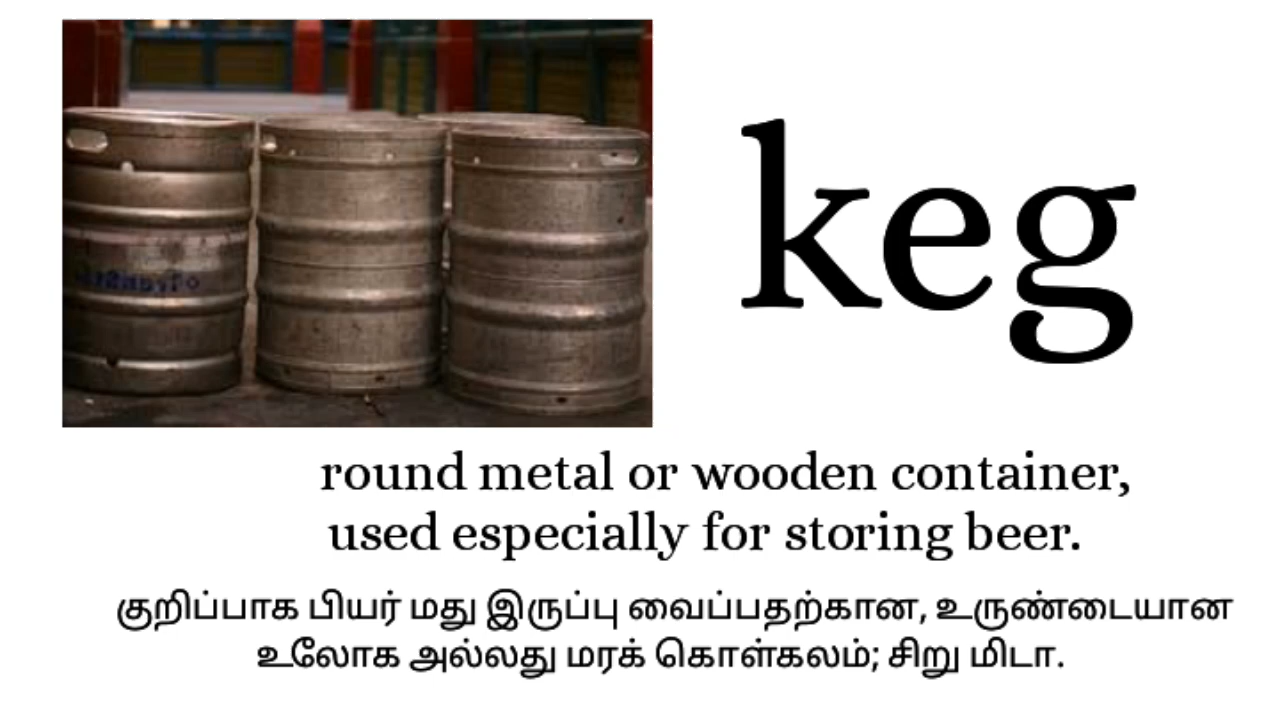 keg
round metal or wooden container,
used especially for storing beer.
குறிப்பாக பியர் மது இருப்பு வைப்பதற்கான, உருண்டையான
உலோக அல்லது மரக் கொள்கலம்; சிறு மிடா.